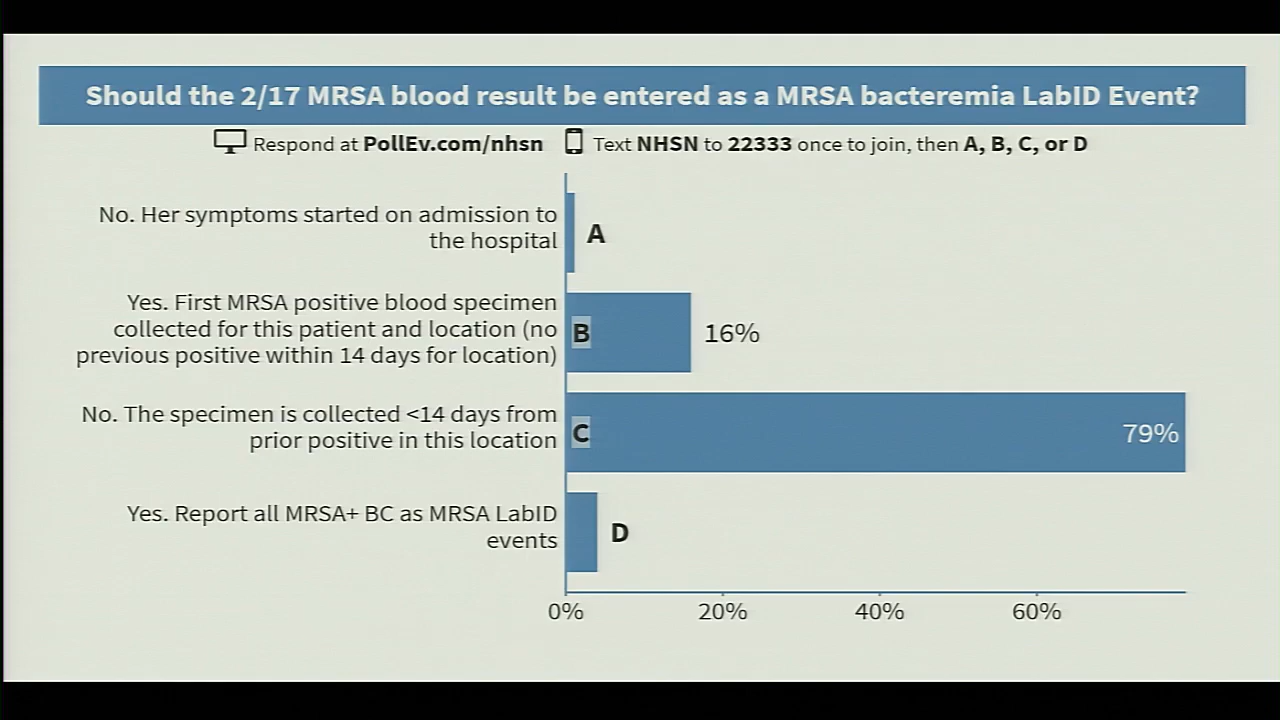 Should the 2/17 MRSA blood result be entered as a MRSA bacteremia LabID Event?
Respond at PollEv.com/nhsn Text NHSN to 22333 once to join, then A, B, C, or D
No. Her symptoms started on admission to
the hospital
A
Yes. First MRSA positive blood specimen
collected for this patient and location (no
previous positive within 14 days for location)
B
16%
No. The specimen is collected <14 days from
prior positive in this location
C
79%
Yes. Report all MRSA+ BC as MRSA LabID
events
D
0% 20% 40% 60%